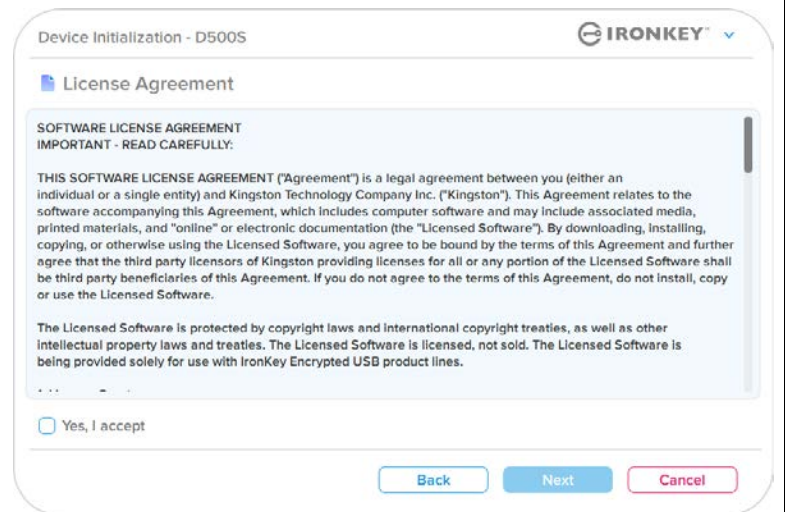 Device Initialization - D500S
IRONKEY™
License Agreement
SOFTWARE LICENSE AGREEMENT
IMPORTANT - READ CAREFULLY:
THIS SOFTWARE LICENSE AGREEMENT ("Agreement") is a legal agreement between you (either an
individual or a single entity) and Kingston Technology Company Inc. ("Kingston"). This Agreement relates to the
software accompanying this Agreement, which includes computer software and may include associated media,
printed materials, and "online" or electronic documentation (the "Licensed Software"). By downloading, installing,
copying, or otherwise using the Licensed Software, you agree to be bound by the terms of this Agreement and further
agree that the third party licensors of Kingston providing licenses for all or any portion of the Licensed Software shall
be third party beneficiaries of this Agreement. If you do not agree to the terms of this Agreement, do not install, copy
or use the Licensed Software.
The Licensed Software is protected by copyright laws and international copyright treaties, as well as other
intellectual property laws and treaties. The Licensed Software is licensed, not sold. The Licensed Software is
being provided solely for use with IronKey Encrypted USB product lines.
Yes, I accept
Back
Next
Cancel